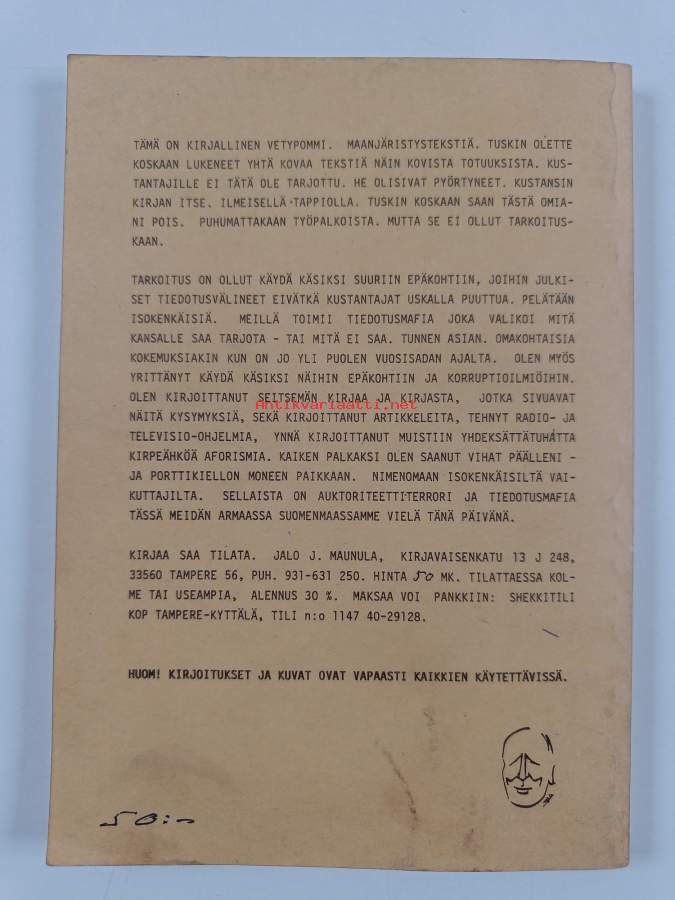 TÄMÄ ON KIRJALLINEN VETYPOMMI. MAANJÄRISTYSTEKSTIÄ. TUSKIN OLETTE
KOSKAAN LUKENEET YHTÄ KOVAA TEKSTIÄ NÄIN KOVISTA TOTUUKSISTA. KUS-
TANTAJILLE EI TÄTÄ OLE TARJOTTU. HE OLISIVAT PYÖRTYNEET. KUSTANSIN
KIRJAN ITSE. ILMEISELLÄ TAPPIOLLA. TUSKIN KOSKAAN SAAN TÄSTÄ OMIA-
NI POIS. PUHUMATTAKAAN TYÖPALKOISTA. MUTTA SE EI OLLUT TARKOITUS-
KAAN.
TARKOITUS ON OLLUT KÄYDÄ KÄSIKSI SUURIIN EPÄKOHTIIN, JOIHIN JULKI-
SET TIEDOTUSVÄLINEET EIVÄTKÄ KUSTANTAJAT USKALLA PUUTTUA. PELÄTÄÄN
ISOKENKÄISIÄ. MEILLÄ TOIMII TIEDOTUSMAFIA JOKA VALIKOI MITÄ
KANSALLE SAA TARJOTA - TAI MITÄ EI SAA. TUNNEN ASIAN. OMAKOHTAISIA
KOKEMUKSIAKIN KUN ON JO YLI PUOLEN VUOSISADAN AJALTA. OLEN MYÖS
YRITTÄNYT KÄYDÄ KÄSIKSI NÄIHIN EPÄKOHTIIN JA KORRUPTIOILMIÖIHIN.
OLEN KIRJOITTANUT SEITSEMÄN KIRJAA JA KIRJASTA, JOTKA SIVUAVAT
Antikvariaatti.net
NÄITÄ KYSYMYKSIÄ, SEKÄ KIRJOITTANUT ARTIKKELEITA, TEHNYT RADIO- JA
TELEVISIO-OHJELMIA, YNNÄ KIRJOITTANUT MUISTIIN YHDEKSÄTTÄTUHATTA
KIRPEÄHKÖÄ AFORISMIA. KAIKEN PALKAKSI OLEN SAANUT VIHAT PÄÄLLENI -
JA PORTTIKIELLON MONEEN PAIKKAAN. NIMENOMAAN ISOKENKÄISILTÄ VAI-
KUTTAJILTA. SELLAISTA ON AUKTORITEETTITERRORI JA TIEDOTUSMAFIA
TÄSSÄ MEIDÄN ARMAASSA SUOMENMAASSAMME VIELÄ TÄNÄ PÄIVÄNÄ.
KIRJAA SAA TILATA. JALO J. MAUNULA, KIRJAVAISENKATU 13 J 248,
33560 TAMPERE 56, PUH. 931-631 250. HINTA 50 MK. TILATTAESSA KOL-
ME TAI USEAMPIA, ALENNUS 30 %. MAKSAA VOI PANKKIIN: SHEKKITILI
KOP TAMPERE-KYTTÄLÄ, TILI n:o 1147 40-29128.
HUOM! KIRJOITUKSET JA KUVAT OVAT VAPAASTI KAIKKIEN KÄYTETTÄVISSÄ.
50:-